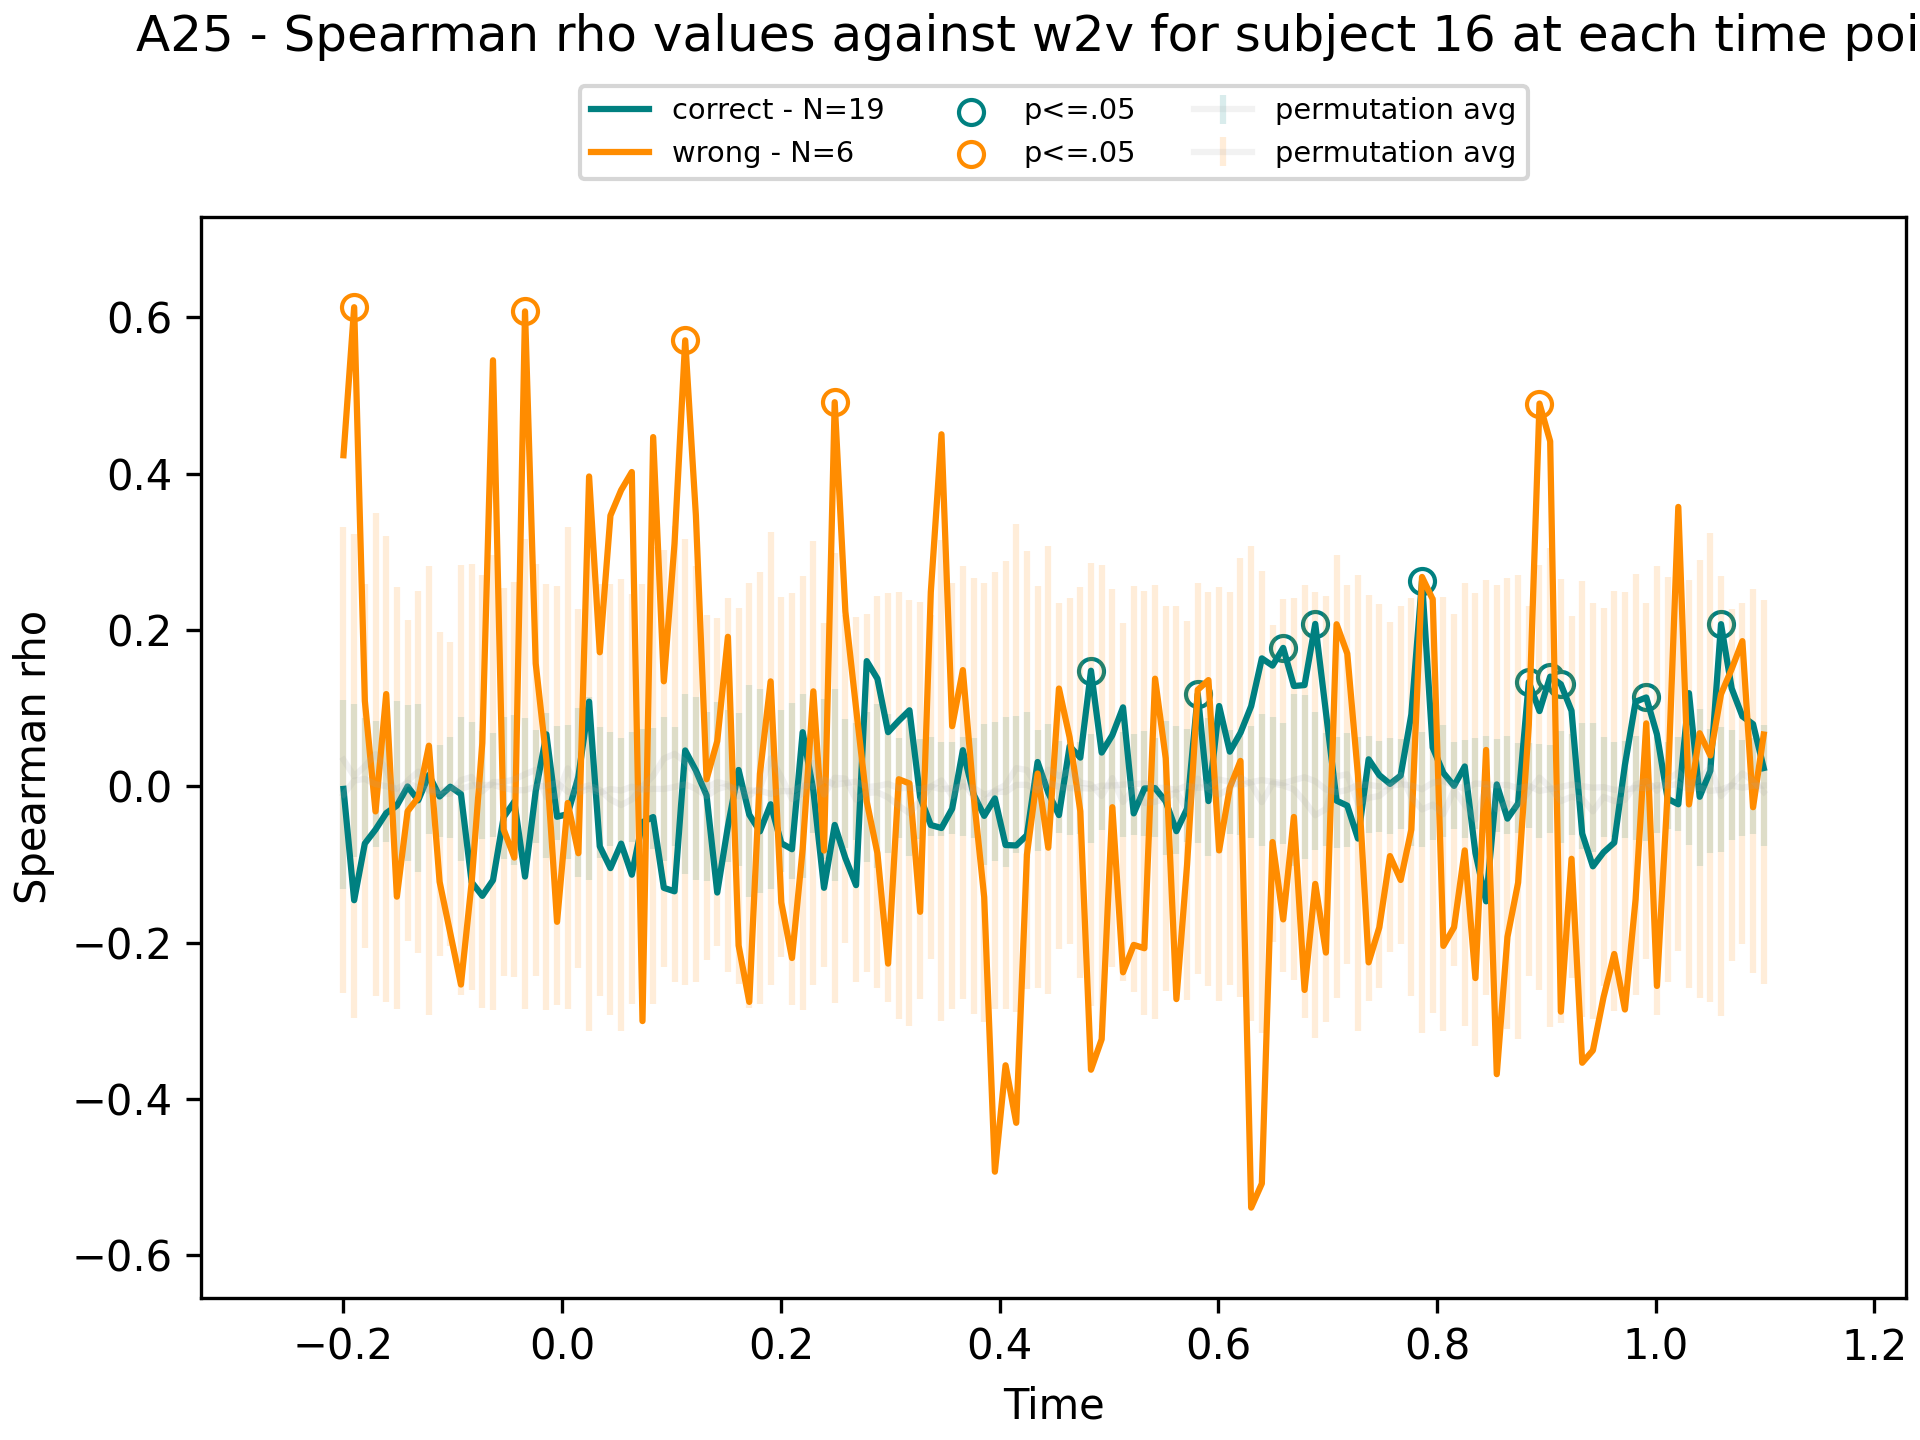 A25 - Spearman rho values against w2v for subject 16 at each time poi
correct - N=19
wrong - N=6
p<=.05
p<=.05
permutation avg
permutation avg
Spearman rho
0.6
0.4
0.2
0.0
−0.2
−0.4
−0.6
−0.2 0.0 0.2 0.4 0.6 0.8 1.0 1.2
Time